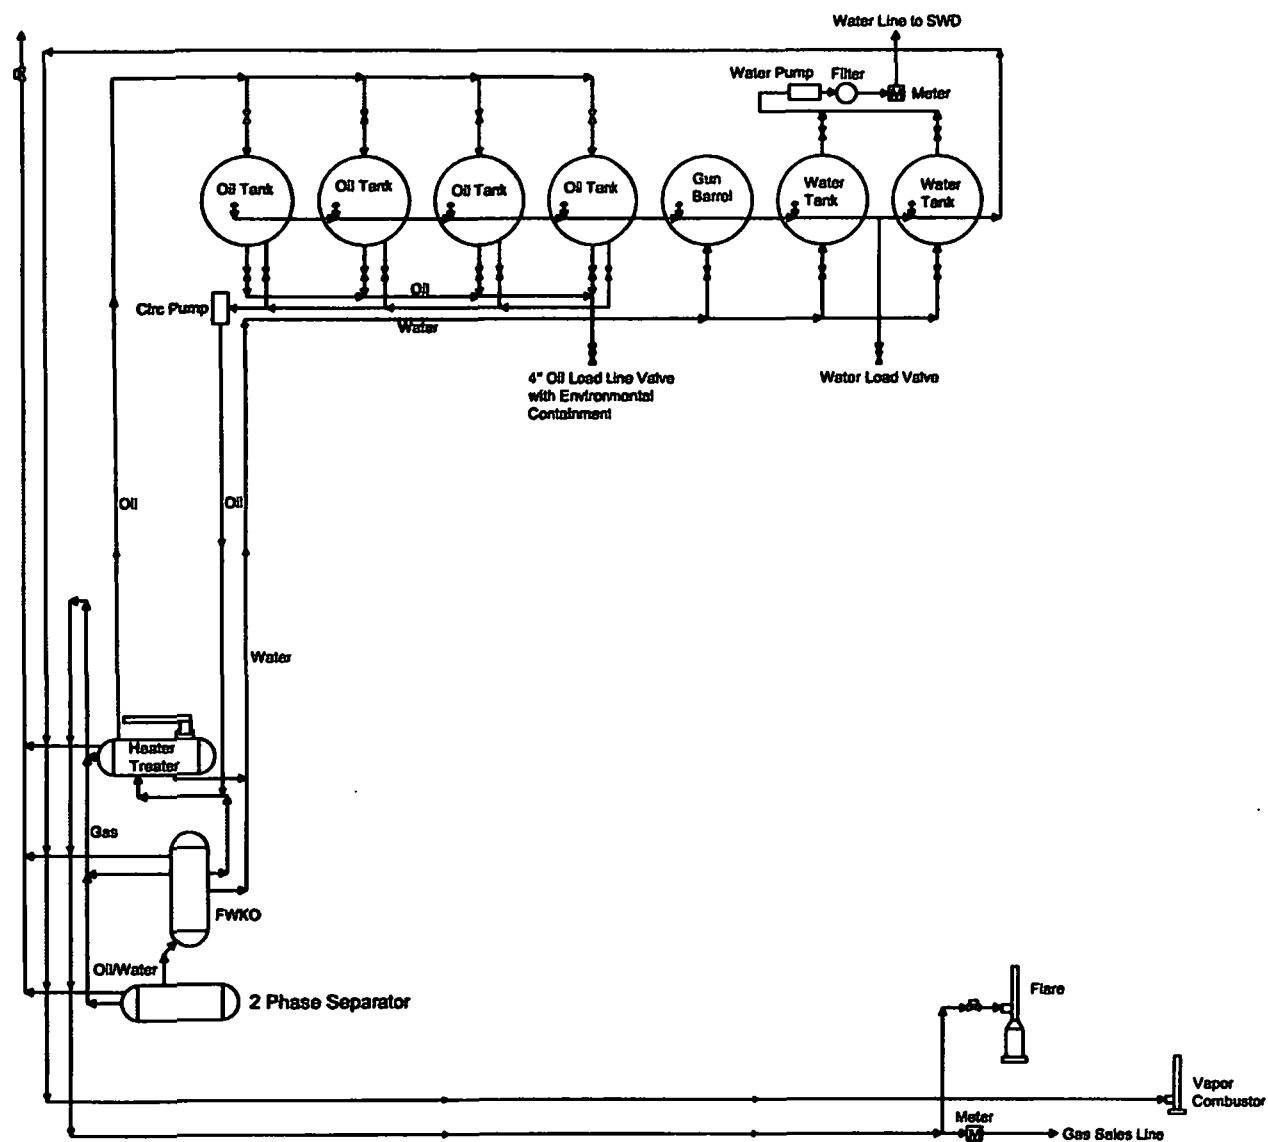 Water Line to SWD
Water Pump
Filter
Meter
Oil Tank
Oil Tank
Oil Tank
Oil Tank
Gun
Barrol
Water
Tank
Water
Tank
Oil
Circ Pump
Water
4" Oil Load Line Valve
with Environmental
Containment
Water Load Valve
Oil
Oil
Water
Heater
Treater
Gas
FWKO
Oil/Water
2 Phase Separator
Flare
Vapor
Combustor
Meter
M
Gas Sales Line